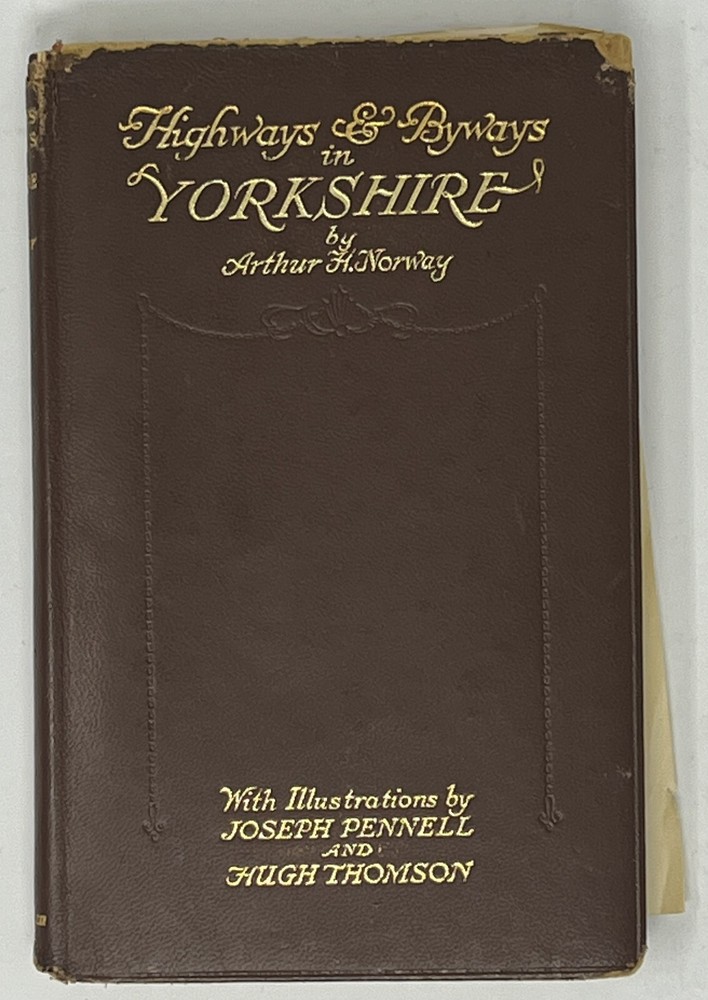 Highways & Byways
in
YORKSHIRE
by
Arthur H. Norway
With Illustrations by
JOSEPH PENNELL
AND
HUGH THOMSON